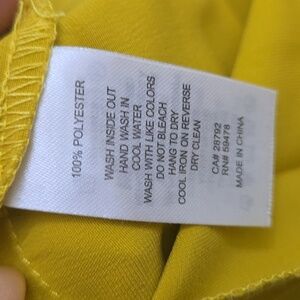 100% POLYESTER
WASH INSIDE OUT
HAND WASH IN
COOL WATER
WASH WITH LIKE COLORS
DO NOT BLEACH
HANG TO DRY
COOL IRON ON REVERSE
DRY CLEAN
CA# 28792
RN# 59478
MADE IN CHINA